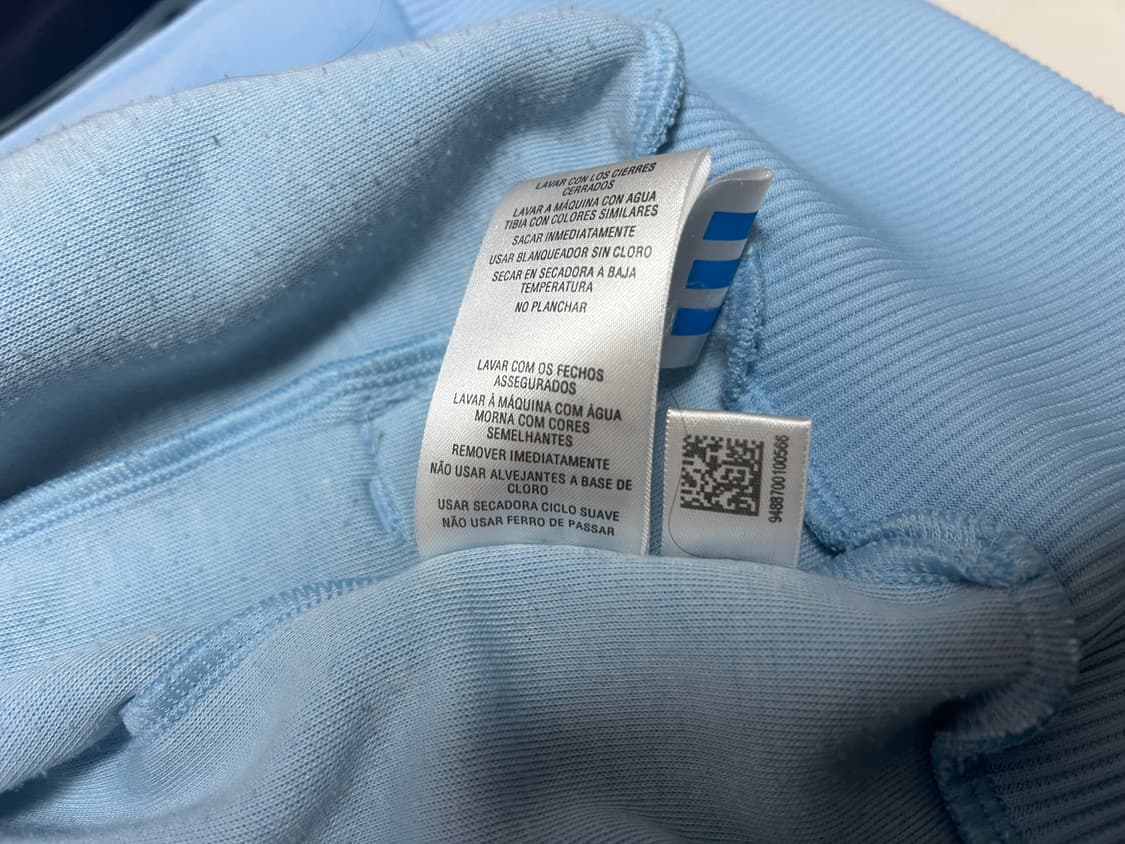 LAVAR CON LOS CIERRES
CERRADOS
LAVAR A MÁQUINA CON AGUA
TIBIA CON COLORES SIMILARES
SACAR INMEDIATAMENTE
USAR BLANQUEADOR SIN CLORO
SECAR EN SECADORA A BAJA
TEMPERATURA
NO PLANCHAR
LAVAR COM OS FECHOS
ASSEGURADOS
LAVAR À MÁQUINA COM ÁGUA
MORNA COM CORES
SEMELHANTES
REMOVER IMEDIATAMENTE
NÃO USAR ALVEJANTES A BASE DE
CLORO
USAR SECADORA CICLO SUAVE
NÃO USAR FERRO DE PASSAR
9488700100566